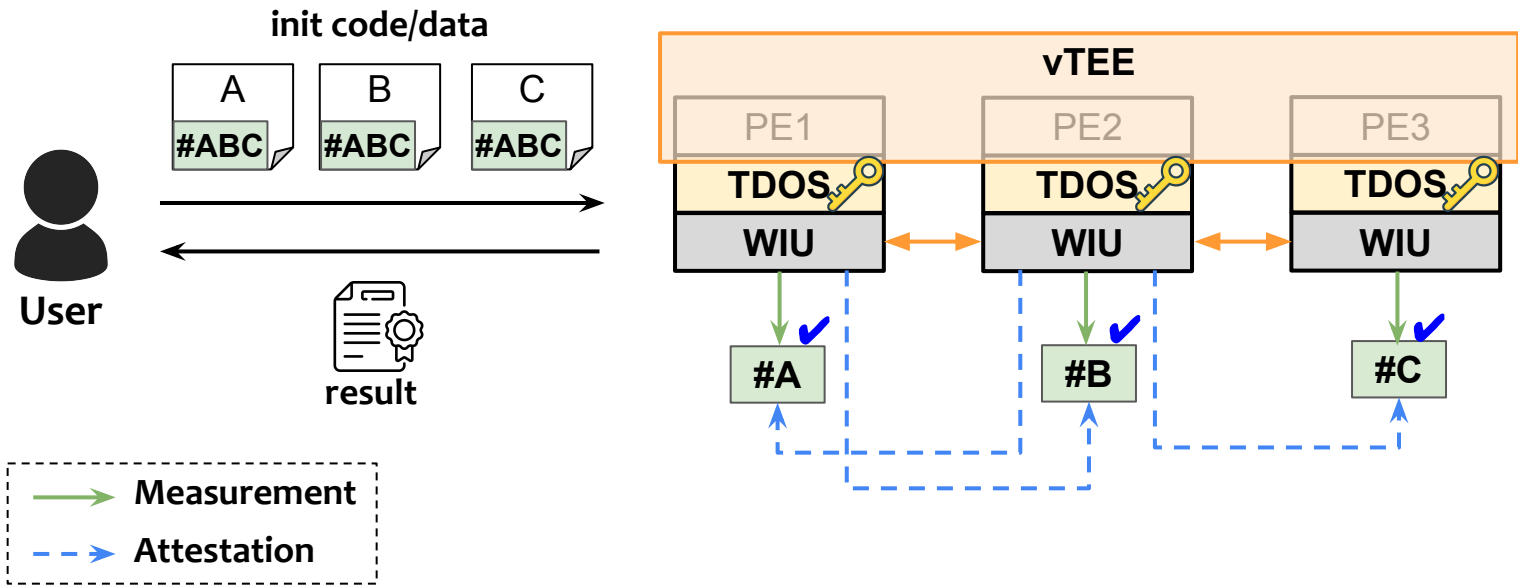 init code/data
A
B
C
#ABC
#ABC
#ABC
User
result
vTEE
PE1
PE2
PE3
TDOS
TDOS
TDOS
WIU
WIU
WIU
#A
#B
#C
Measurement
Attestation